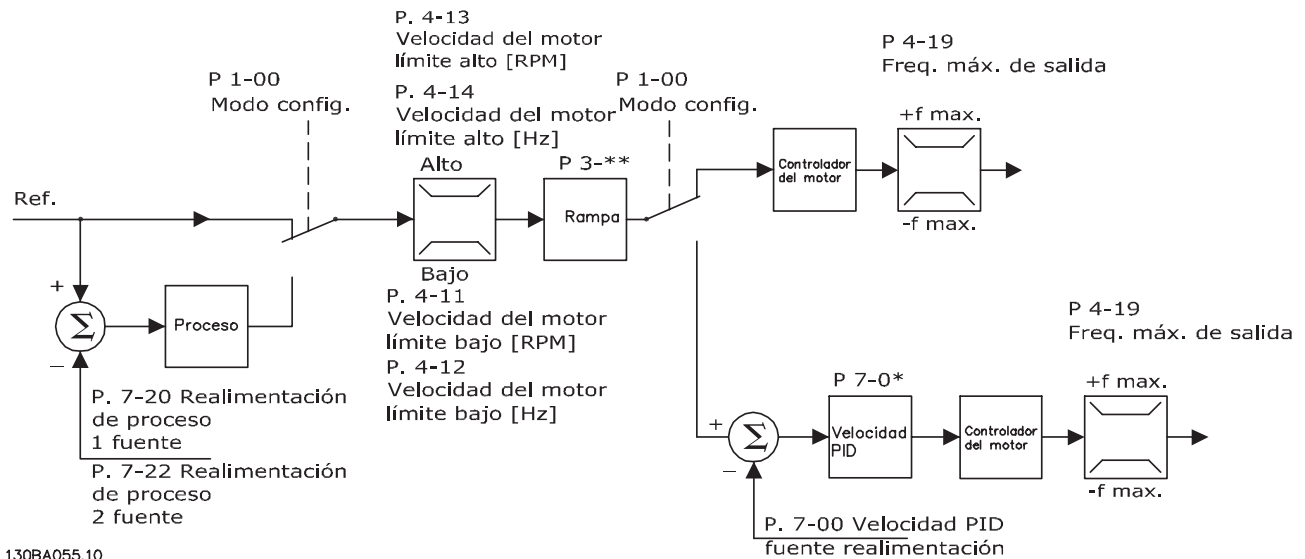 P. 4-13
Velocidad del motor
límite alto [RPM]
P. 4-14
Velocidad del motor
límite alto [Hz]
P 1-00
Modo config.
P 1-00
Modo config.
P 4-19
Freq. máx. de salida
Alto
P 3-**
+f max.
Controlador
del motor
-f max.
Ref.
Rampa
Bajo
P. 4-11
Velocidad del motor
límite bajo [RPM]
P. 4-12
Velocidad del motor
límite bajo [Hz]
+
Σ
−
Proceso
P. 7-20 Realimentación
de proceso
1 fuente
P. 7-22 Realimentación
de proceso
2 fuente
P 4-19
Freq. máx. de salida
P 7-0*
+f max.
+
Σ
−
Velocidad
PID
Controlador
del motor
-f max.
P. 7-00 Velocidad PID
fuente realimentación
130BA055.10